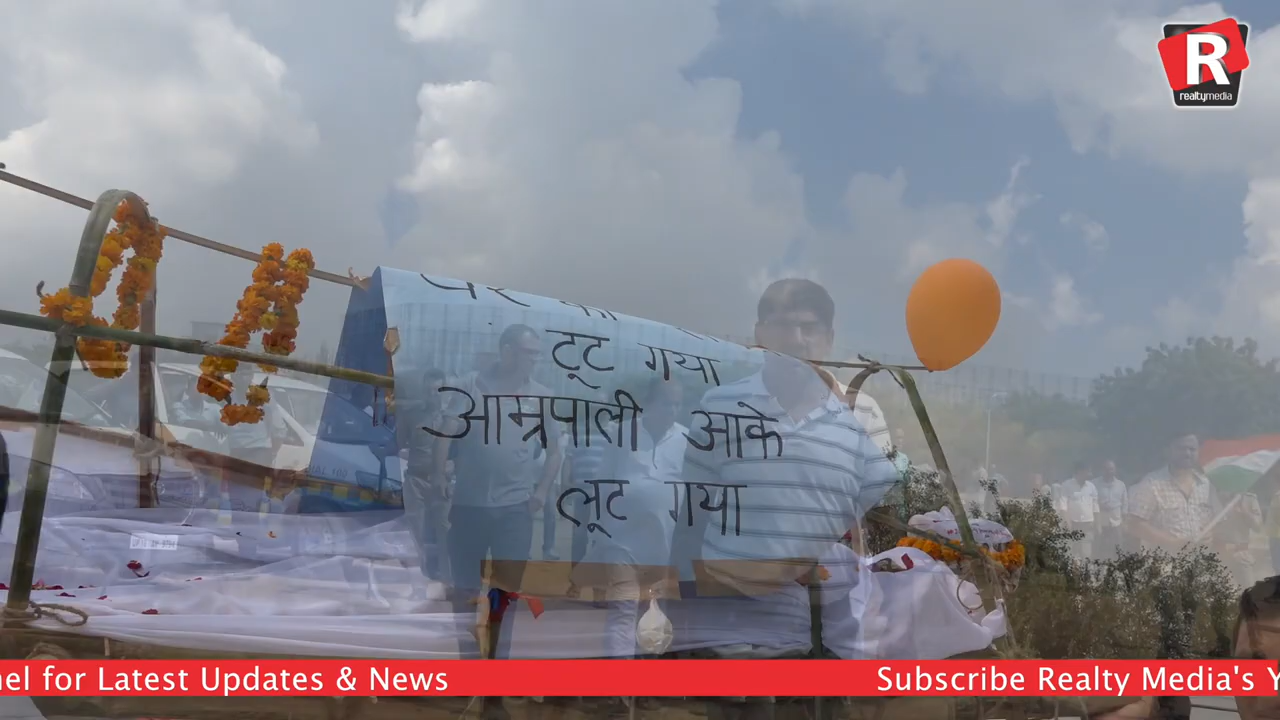 R
realtymedia
टूट गया
आम्रपाली आके
लूट गया
nel for Latest Updates & News
Subscribe Realty Media's Y